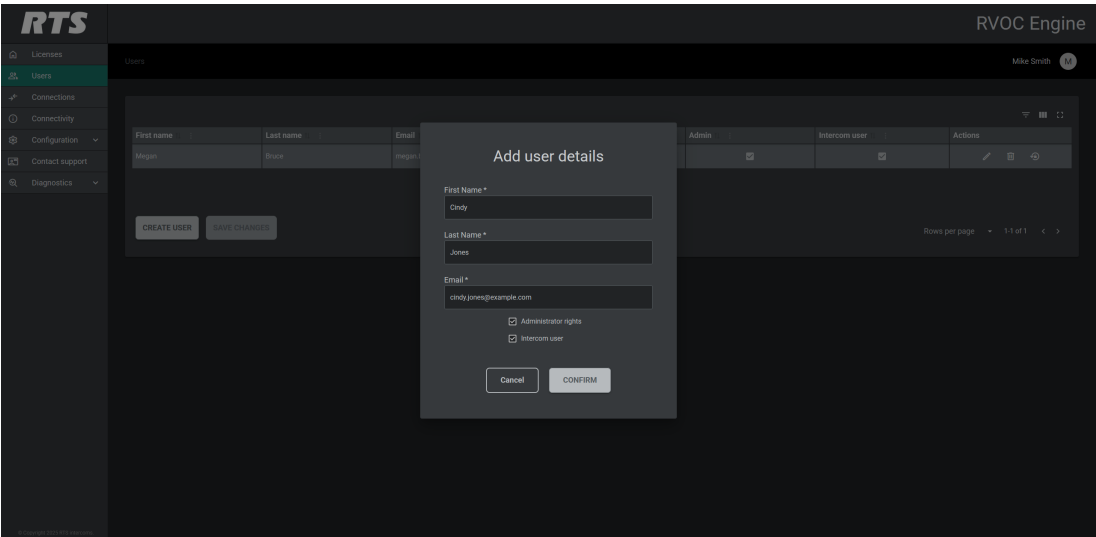 RTS
RVOC Engine
Licenses
Users
Connections
Connectivity
Configuration
Contact support
Diagnostics
Users
Mike Smith M
First name Last name Email Admin Intercom user Actions
Megan Bruce
CREATE USER SAVE CHANGES
Rows per page 1-1 of 1
Add user details
First Name *
Cindy
Last Name *
Jones
Email *
cindy.jones@example.com
Administrator rights
Intercom user
Cancel CONFIRM